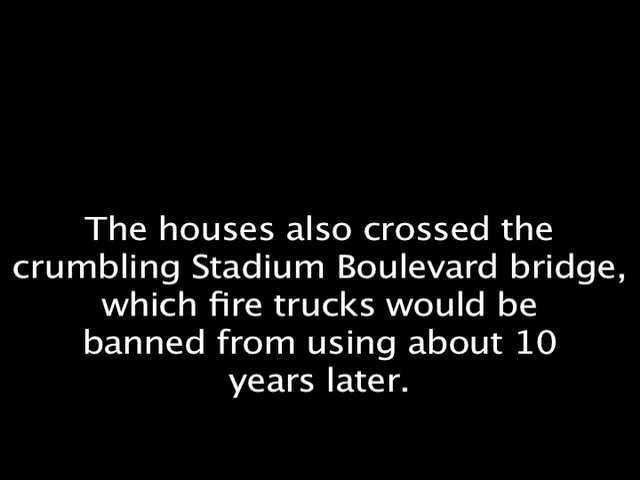 The houses also crossed the
crumbling Stadium Boulevard bridge,
which fire trucks would be
banned from using about 10
years later.